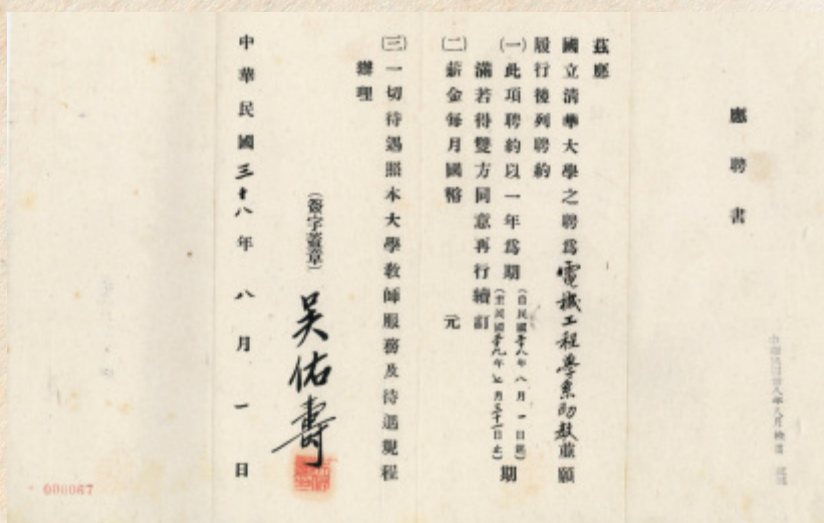 應聘書
茲應
國立清華大學之聘為電機工程學系助教並願
履行後列聘約
(一)此項聘約以一年為期(自民國卅八年八月一日起)(至民國卅九年七月三十一日止)期
滿若得雙方同意再行續訂
(二)薪金每月國幣元
(三)一切待遇照本大學教師服務及待遇規程
辦理
(簽字蓋章)吳佑壽
中華民國三十八年八月一日
000067